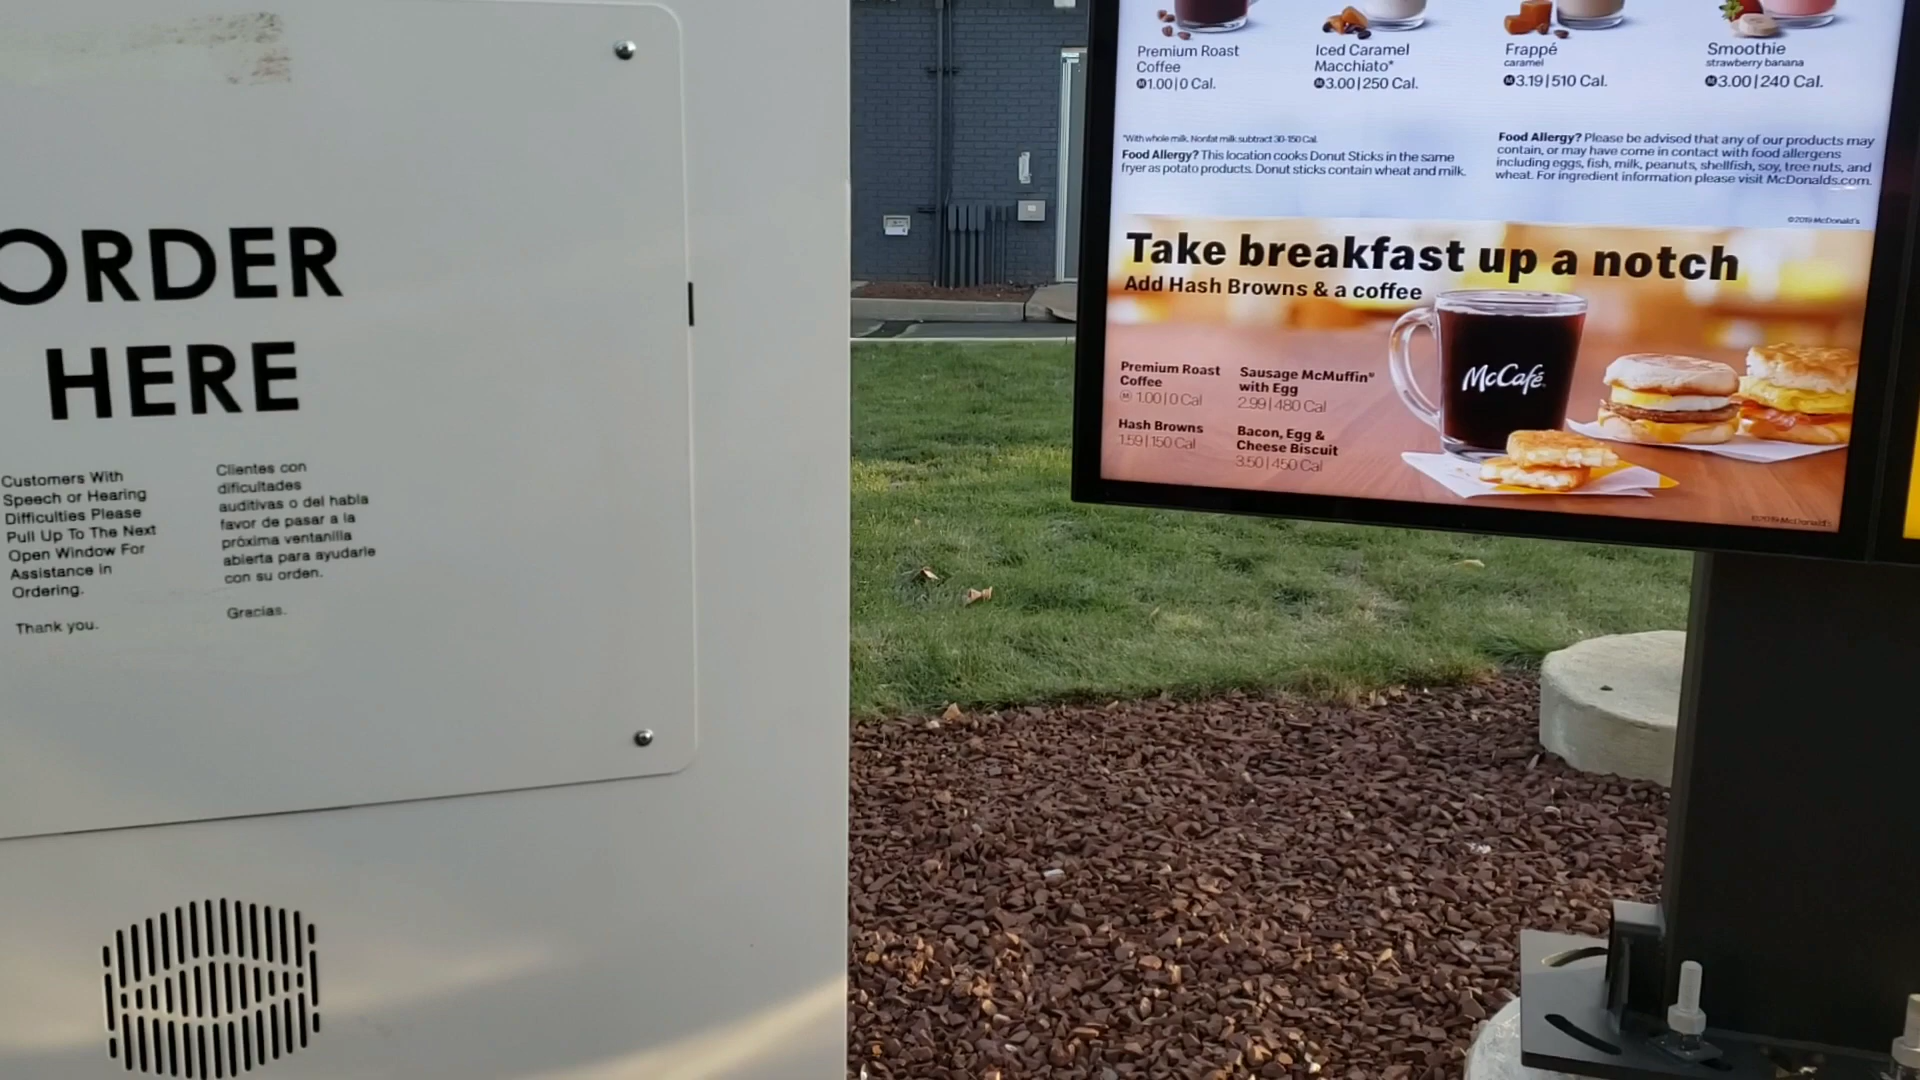 ORDER
HERE
Customers With
Speech or Hearing
Difficulties Please
Pull Up To The Next
Open Window For
Assistance in
Ordering.
Thank you.
Clientes con
dificultades
auditivas o del habla
favor de pasar a la
próxima ventanilla
abierta para ayudarle
con su orden.
Gracias.
Premium Roast
Coffee
1.00|0 Cal.
Iced Caramel
Macchiato*
3.00|250 Cal.
Frappé
caramel
3.19|510 Cal.
Smoothie
strawberry banana
3.00|240 Cal.
*With whole milk. Nonfat milk subtract 30-150 Cal.
Food Allergy? This location cooks Donut Sticks in the same
fryer as potato products. Donut sticks contain wheat and milk.
Food Allergy? Please be advised that any of our products may
contain, or may have come in contact with food allergens
including eggs, fish, milk, peanuts, shellfish, soy, tree nuts, and
wheat. For ingredient information please visit McDonalds.com.
©2019 McDonald's
Take breakfast up a notch
Add Hash Browns & a coffee
Premium Roast
Coffee
M 1.00|0 Cal
Hash Browns
1.59|150 Cal
Sausage McMuffin®
with Egg
2.99|480 Cal
Bacon, Egg &
Cheese Biscuit
3.50|450 Cal
McCafé
©2019 McDonald's